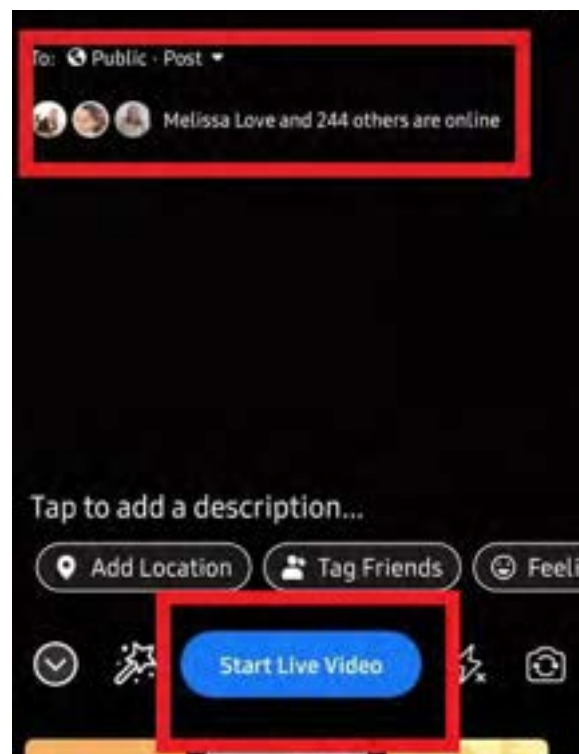 To: Public · Post
Melissa Love and 244 others are online
Tap to add a description...
Add Location Tag Friends Feeli
Start Live Video